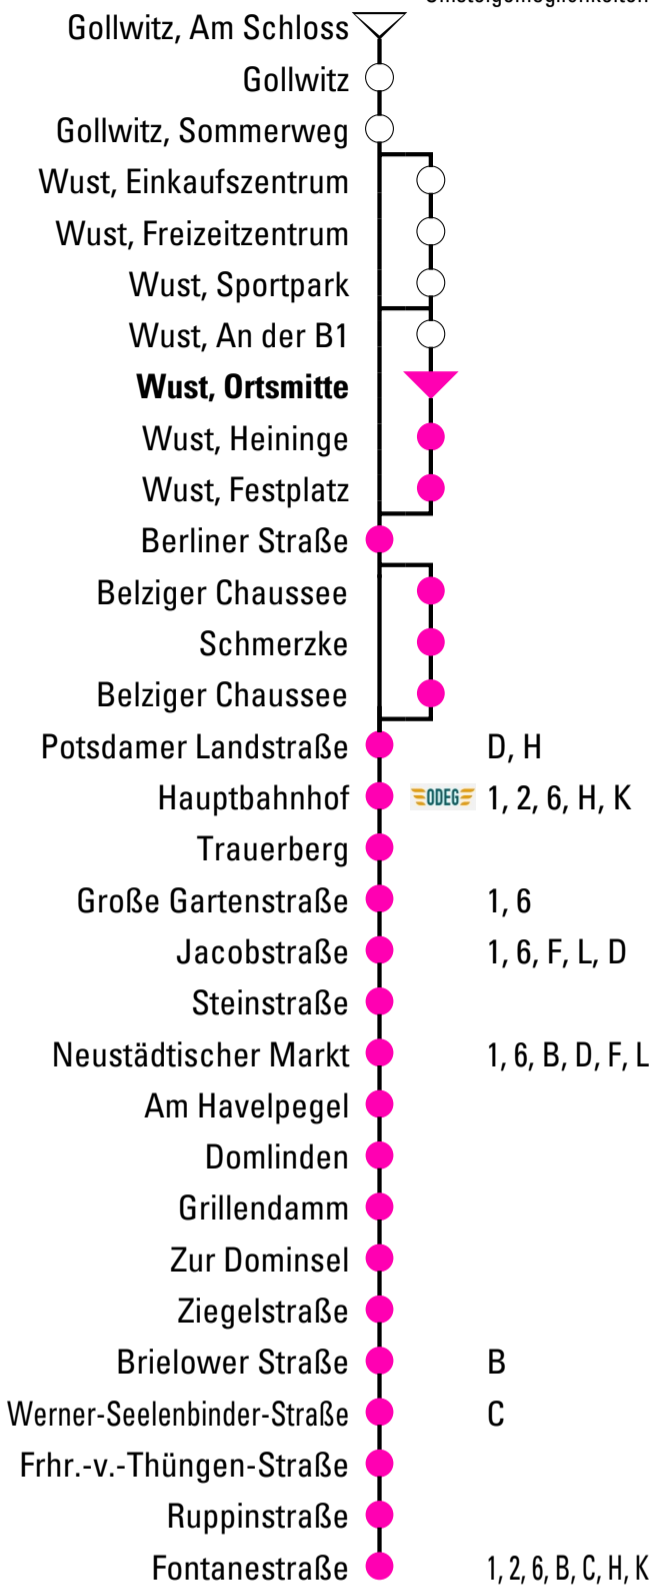 Umsteigemöglichkeiten
Gollwitz, Am Schloss
Gollwitz
Gollwitz, Sommerweg
Wust, Einkaufszentrum
Wust, Freizeitzentrum
Wust, Sportpark
Wust, An der B1
Wust, Ortsmitte
Wust, Heininge
Wust, Festplatz
Berliner Straße
Belziger Chaussee
Schmerzke
Belziger Chaussee
Potsdamer Landstraße D, H
Hauptbahnhof ODEG 1, 2, 6, H, K
Trauerberg
Große Gartenstraße 1, 6
Jacobstraße 1, 6, F, L, D
Steinstraße
Neustädtischer Markt 1, 6, B, D, F, L
Am Havelpegel
Domlinden
Grillendamm
Zur Dominsel
Ziegelstraße
Brielower Straße B
Werner-Seelenbinder-Straße C
Frhr.-v.-Thüngen-Straße
Ruppinstraße
Fontanestraße 1, 2, 6, B, C, H, K